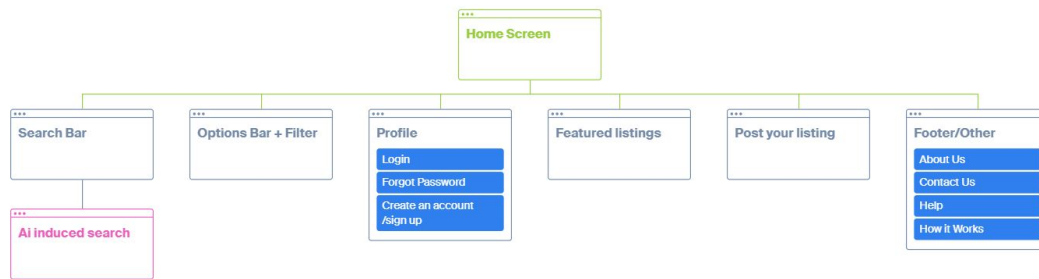 Home Screen
Search Bar
Options Bar + Filter
Profile
Featured listings
Post your listing
Footer/Other
Login
Forgot Password
Create an account
/sign up
About Us
Contact Us
Help
How it Works
Ai induced search